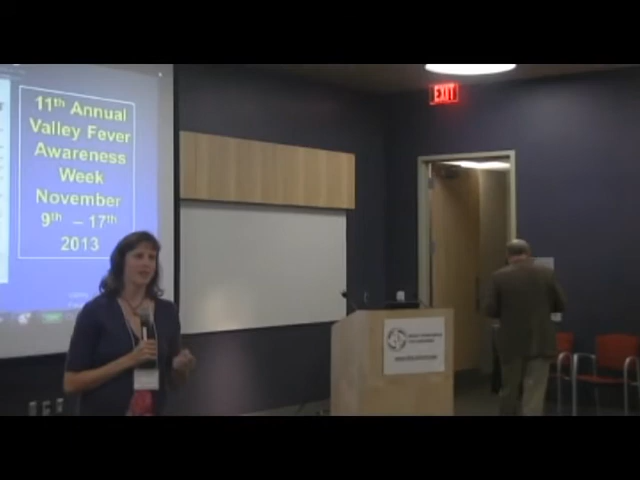 11th Annual
Valley Fever
Awareness
Week
November
9th – 17th
2013
EXIT